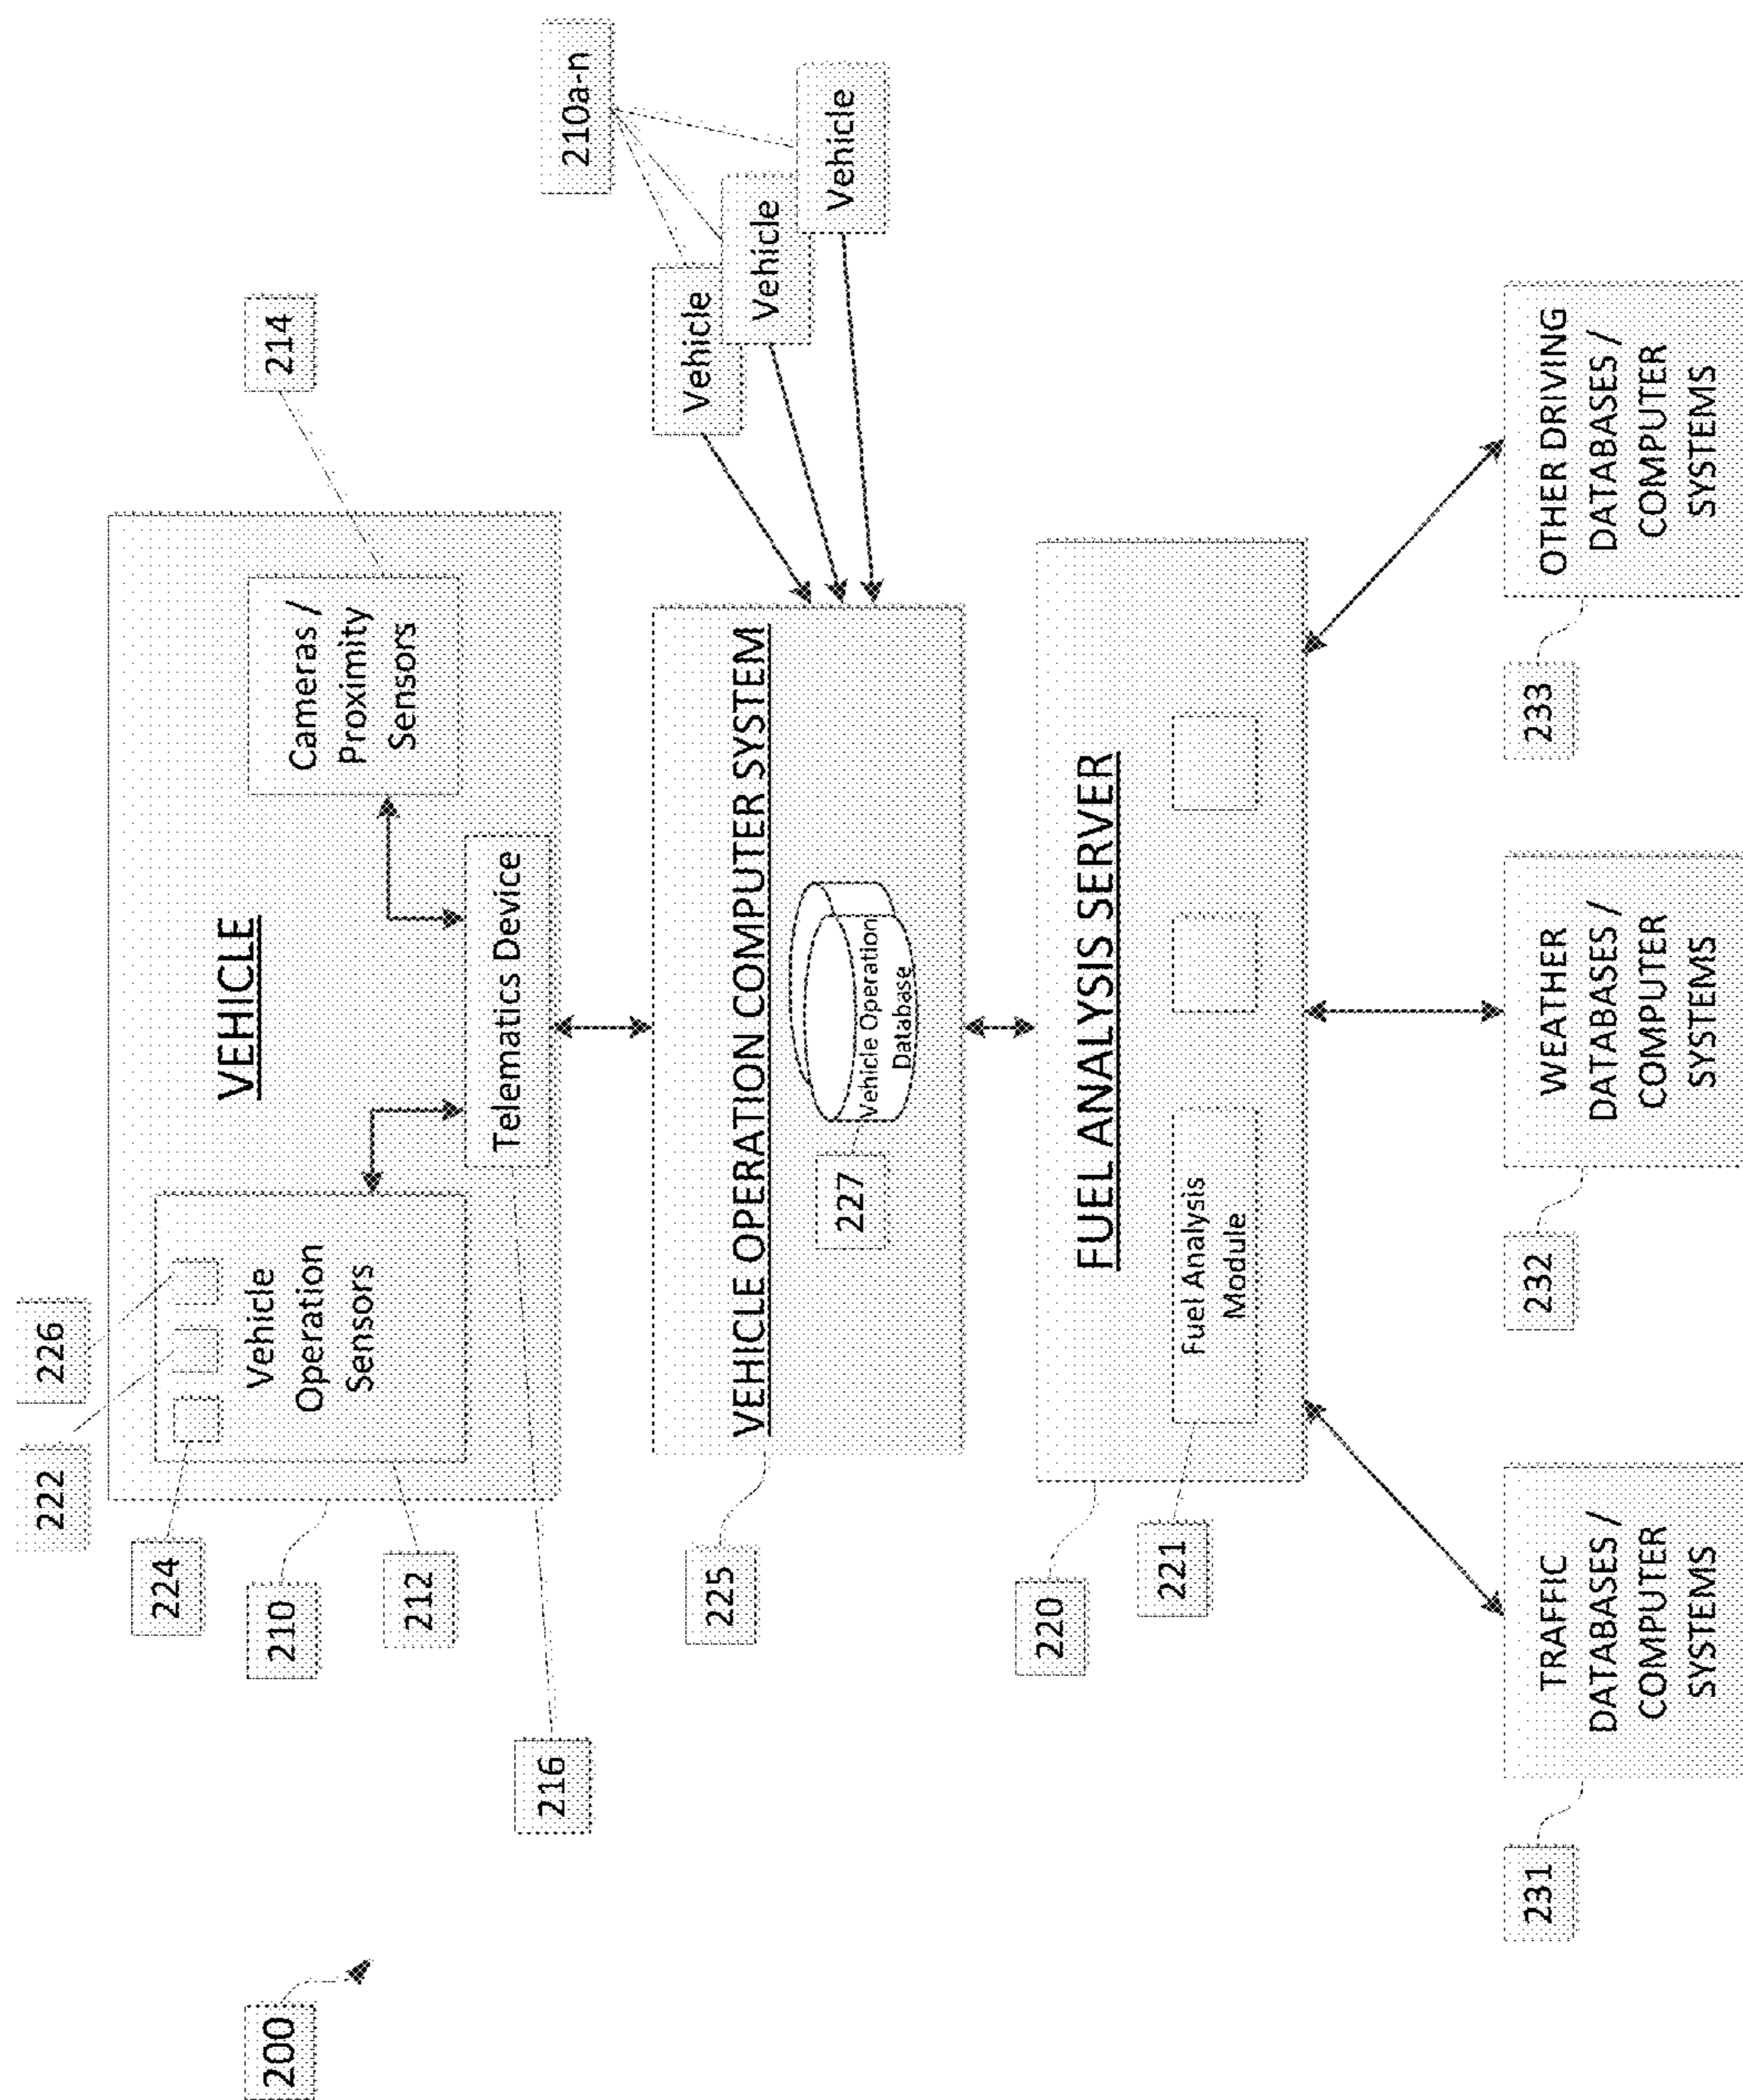 222
226
224
200
210
VEHICLE
214
Vehicle
Operation
Sensors
Cameras /
Proximity
Sensors
212
216
Telematics Device
210a-n
225
VEHICLE OPERATION COMPUTER SYSTEM
Vehicle
Vehicle
Vehicle
227
Vehicle Operation
Database
220
FUEL ANALYSIS SERVER
221
Fuel Analysis
Module
231
TRAFFIC
DATABASES /
COMPUTER
SYSTEMS
232
WEATHER
DATABASES /
COMPUTER
SYSTEMS
233
OTHER DRIVING
DATABASES /
COMPUTER
SYSTEMS